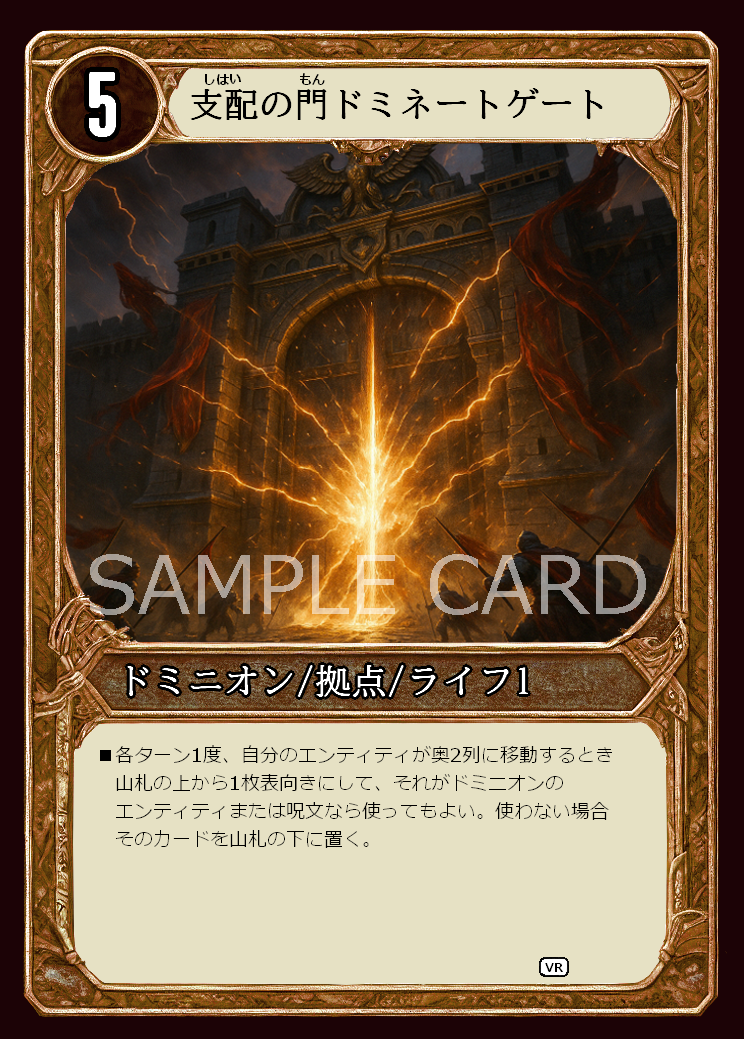 5
しはい もん
支配の門ドミネートゲート
SAMPLE CARD
ドミニオン/拠点/ライフ1
■各ターン1度、自分のエンティティが奥2列に移動するとき
山札の上から1枚表向きにして、それがドミニオンの
エンティティまたは呪文なら使ってもよい。使わない場合
そのカードを山札の下に置く。
VR